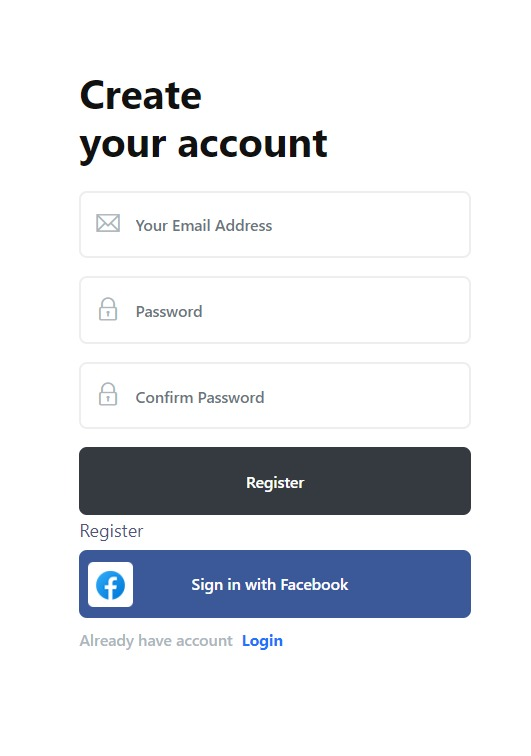 Create
your account
Your Email Address
Password
Confirm Password
Register
Register
Sign in with Facebook
Already have account Login